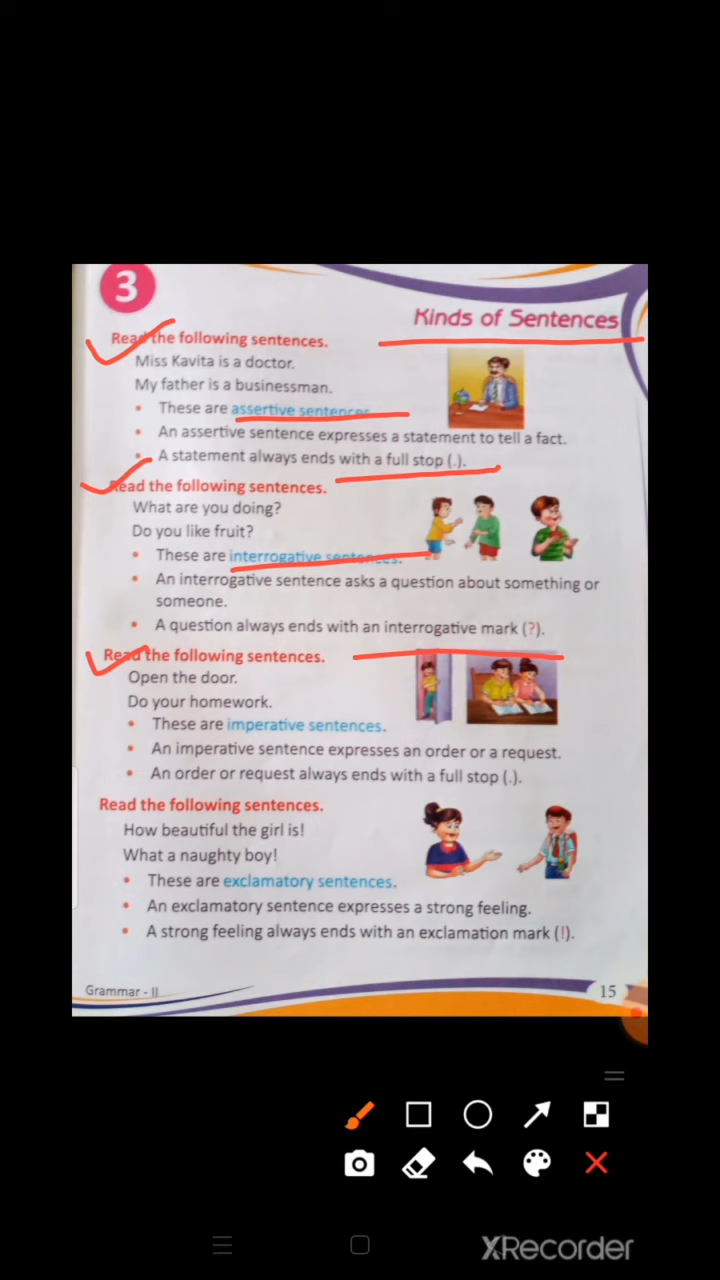 3
Kinds of Sentences
Read the following sentences.
Miss Kavita is a doctor.
My father is a businessman.
• These are assertive sentences.
• An assertive sentence expresses a statement to tell a fact.
• A statement always ends with a full stop (.).
Read the following sentences.
What are you doing?
Do you like fruit?
• These are interrogative sentences.
• An interrogative sentence asks a question about something or
someone.
• A question always ends with an interrogative mark (?).
Read the following sentences.
Open the door.
Do your homework.
• These are imperative sentences.
• An imperative sentence expresses an order or a request.
• An order or request always ends with a full stop (.).
Read the following sentences.
How beautiful the girl is!
What a naughty boy!
• These are exclamatory sentences.
• An exclamatory sentence expresses a strong feeling.
• A strong feeling always ends with an exclamation mark (!).
Grammar - II
15
XRecorder